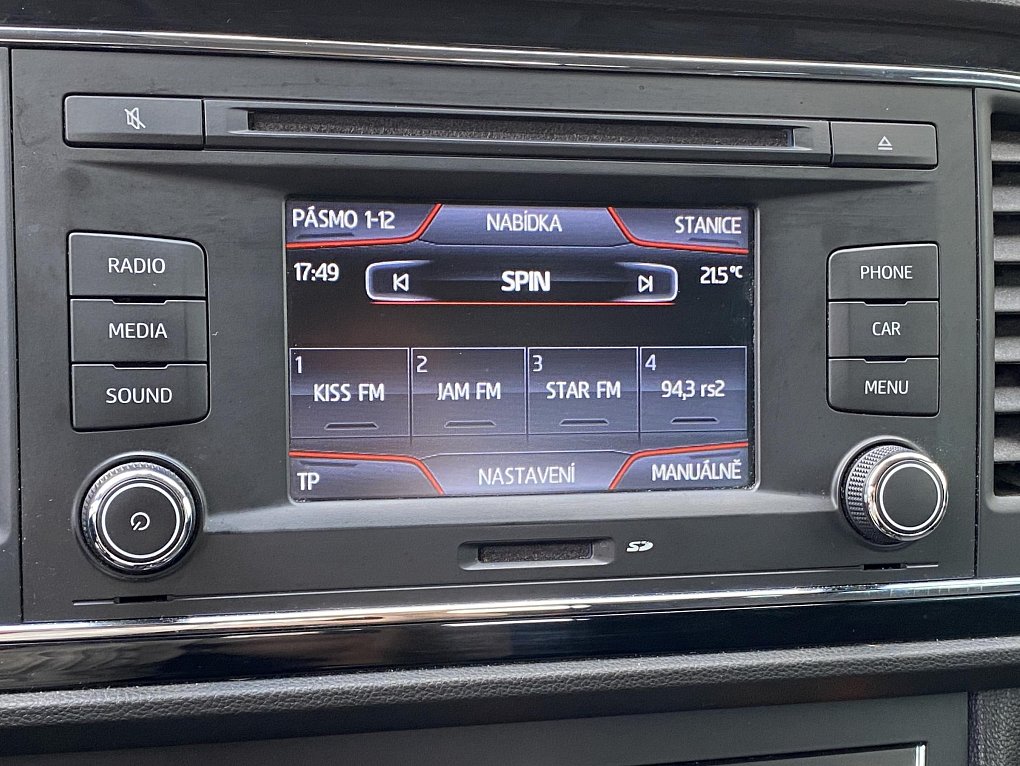 PÁSMO 1-12 NABÍDKA STANICE
17:49 SPIN 21.5°C
RADIO
MEDIA
SOUND
PHONE
CAR
MENU
1 KISS FM
2 JAM FM
3 STAR FM
4 94,3 rs2
TP NASTAVENÍ MANUÁLNĚ
SD